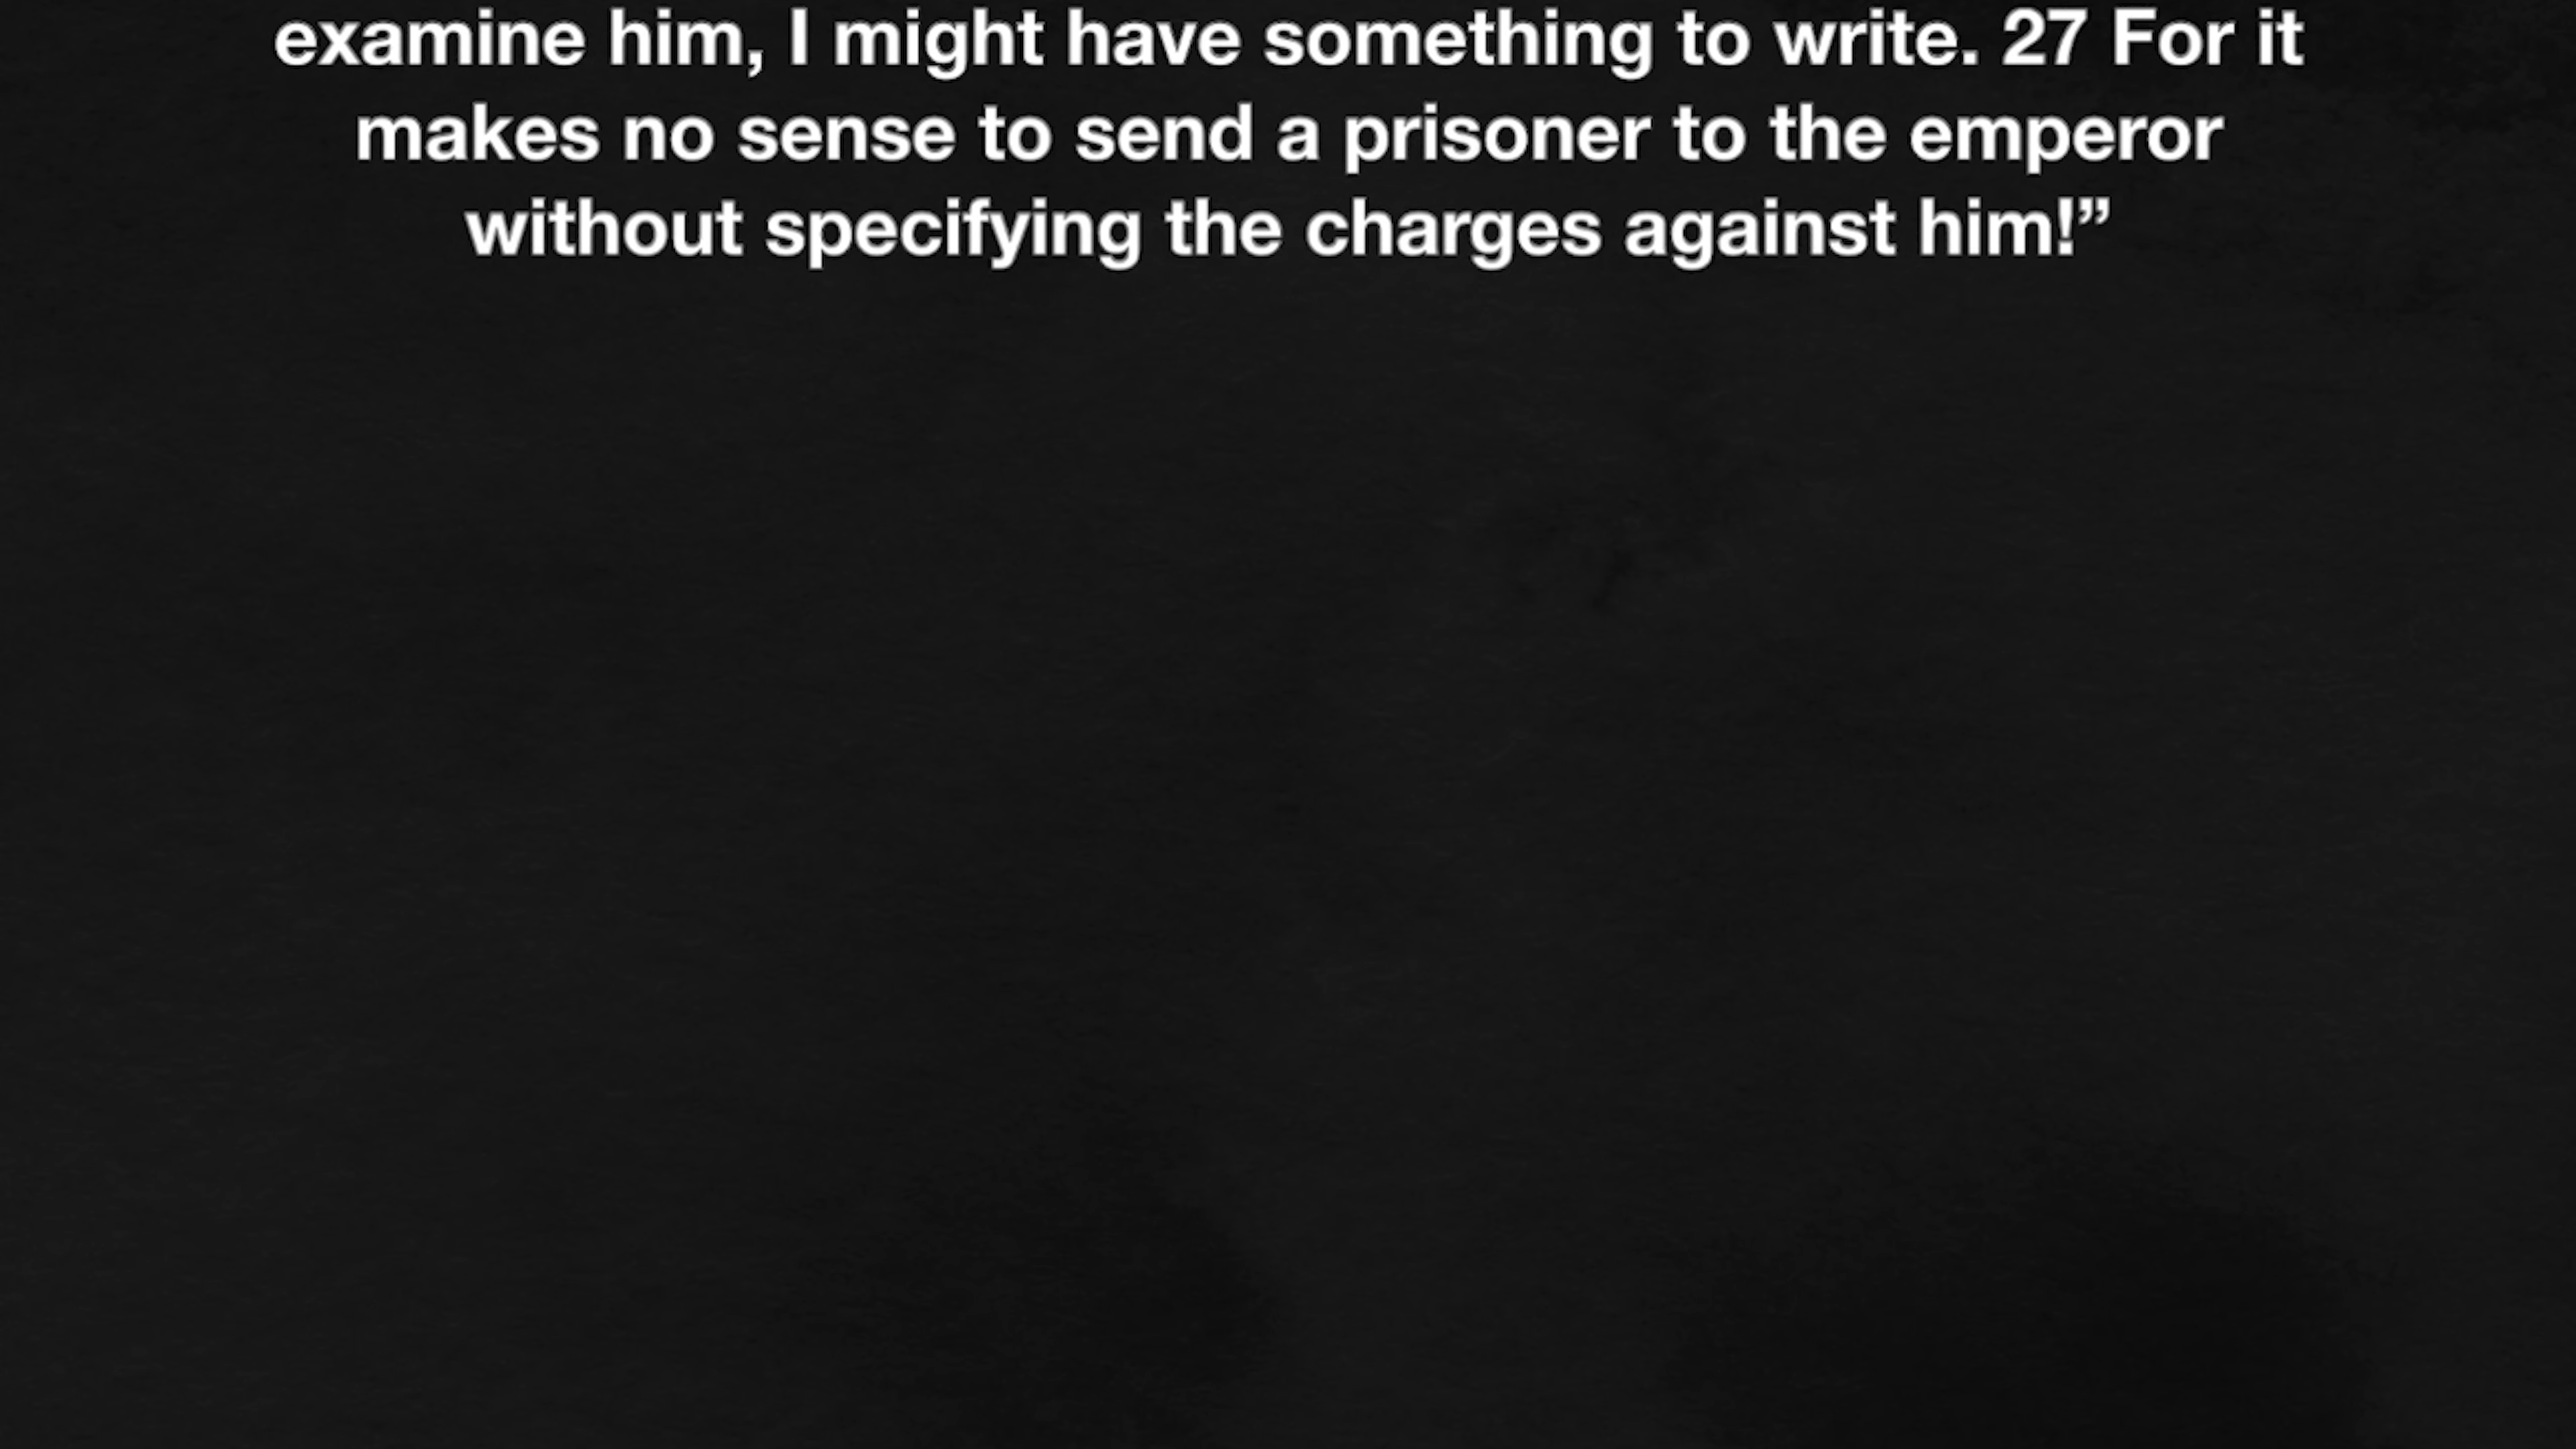 examine him, I might have something to write. 27 For it
makes no sense to send a prisoner to the emperor
without specifying the charges against him!”